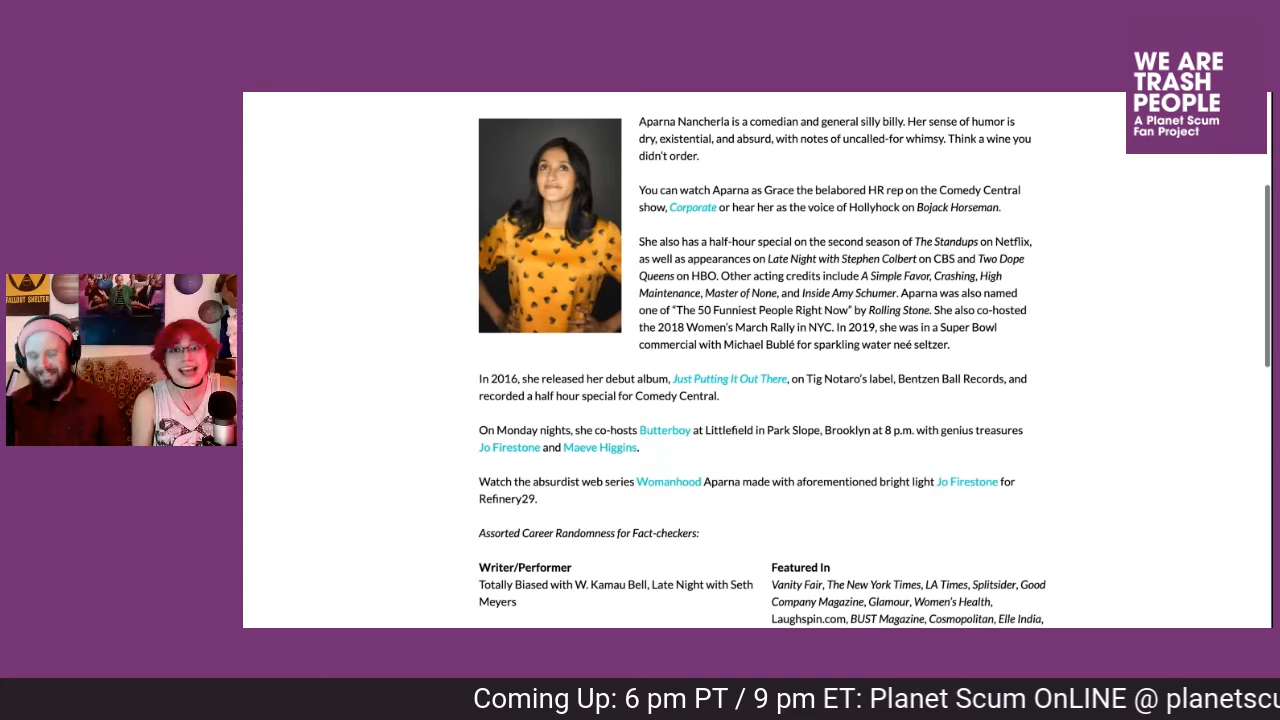 WE ARE
TRASH
PEOPLE
A Planet Scum
Fan Project
FALLOUT SHELTER
Aparna Nancherla is a comedian and general silly billy. Her sense of humor is
dry, existential, and absurd, with notes of uncalled-for whimsy. Think a wine you
didn't order.
You can watch Aparna as Grace the belabored HR rep on the Comedy Central
show, Corporate or hear her as the voice of Hollyhock on Bojack Horseman.
She also has a half-hour special on the second season of The Standups on Netflix,
as well as appearances on Late Night with Stephen Colbert on CBS and Two Dope
Queens on HBO. Other acting credits include A Simple Favor, Crashing, High
Maintenance, Master of None, and Inside Amy Schumer. Aparna was also named
one of “The 50 Funniest People Right Now” by Rolling Stone. She also co-hosted
the 2018 Women's March Rally in NYC. In 2019, she was in a Super Bowl
commercial with Michael Bublé for sparkling water neé seltzer.
In 2016, she released her debut album, Just Putting It Out There, on Tig Notaro's label, Bentzen Ball Records, and
recorded a half hour special for Comedy Central.
On Monday nights, she co-hosts Butterboy at Littlefield in Park Slope, Brooklyn at 8 p.m. with genius treasures
Jo Firestone and Maeve Higgins.
Watch the absurdist web series Womanhood Aparna made with aforementioned bright light Jo Firestone for
Refinery29.
Assorted Career Randomness for Fact-checkers:
Writer/Performer
Totally Biased with W. Kamau Bell, Late Night with Seth
Meyers
Featured In
Vanity Fair, The New York Times, LA Times, Splitsider, Good
Company Magazine, Glamour, Women's Health,
Laughspin.com, BUST Magazine, Cosmopolitan, Elle India,
Coming Up: 6 pm PT / 9 pm ET: Planet Scum OnLINE @ planetscu